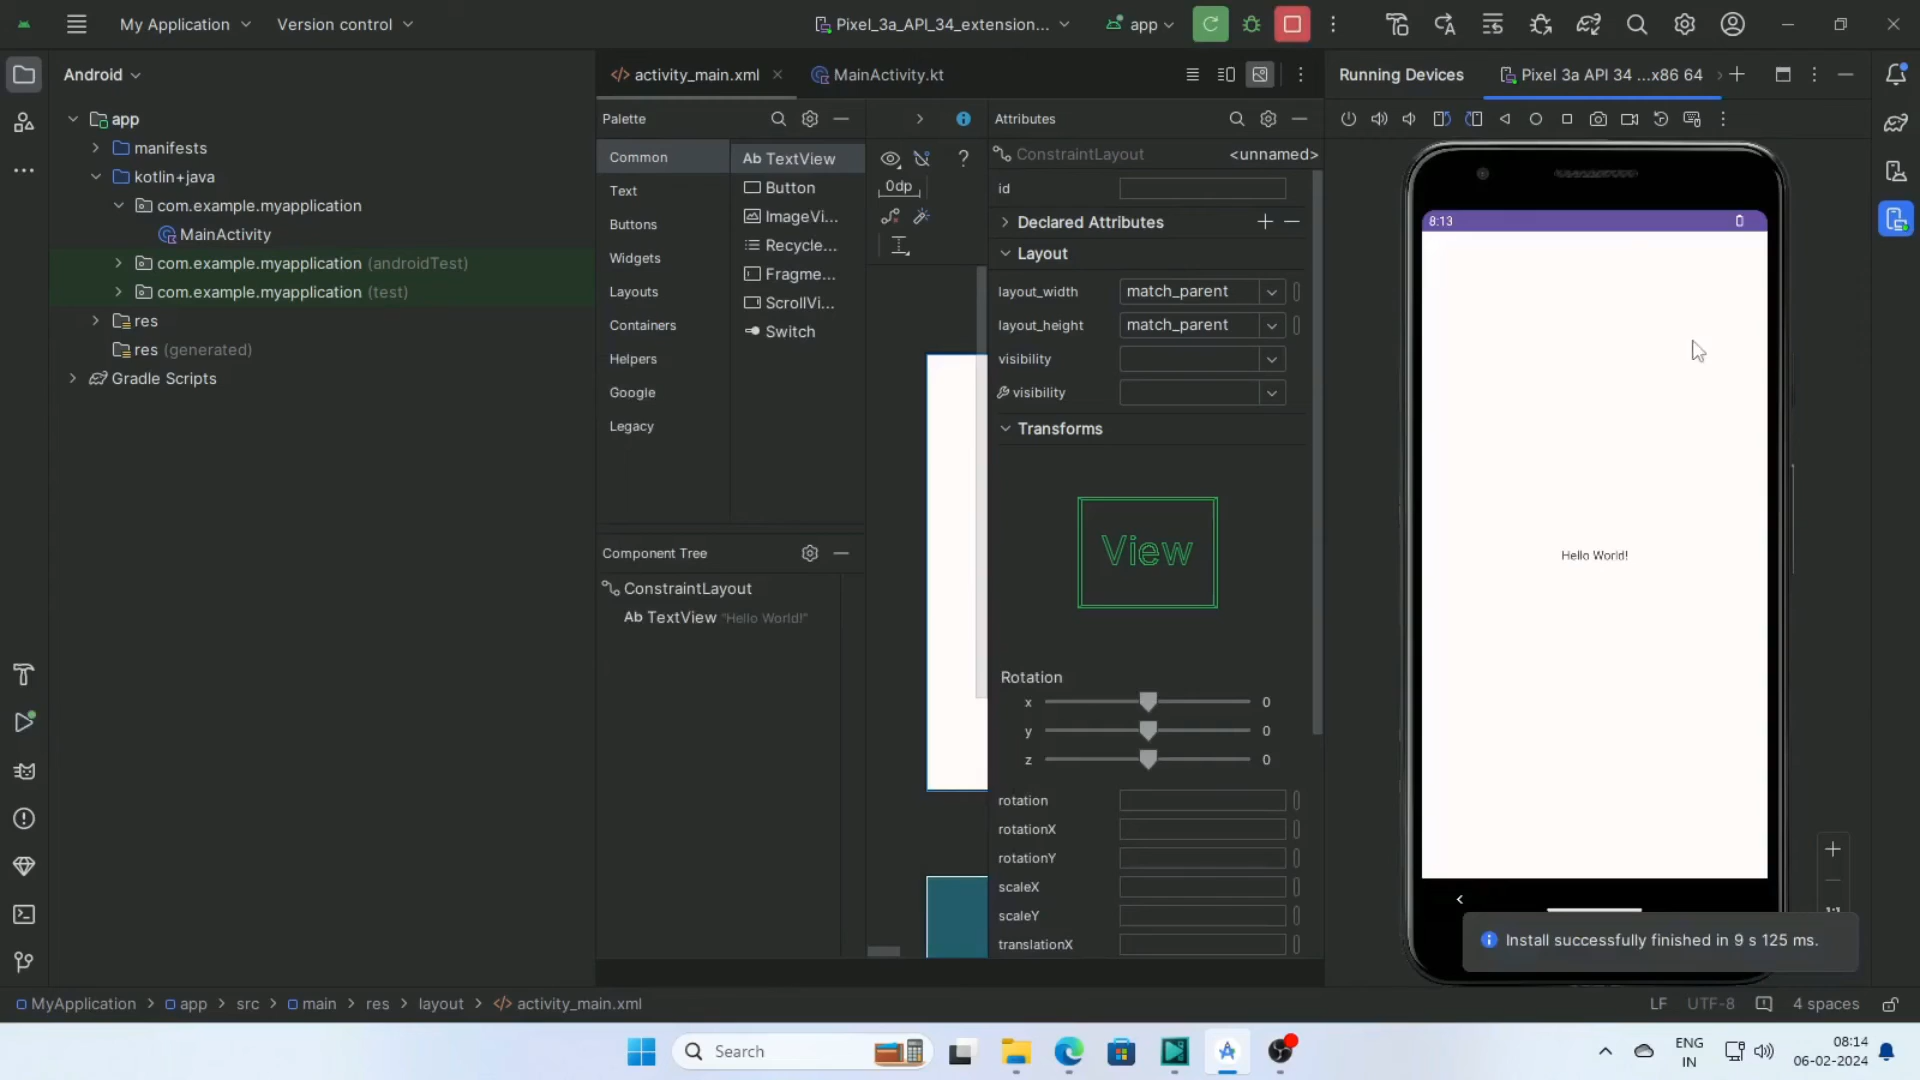 My Application
Version control
Pixel_3a_API_34_extension...
app
Android
activity_main.xml
MainActivity.kt
Running Devices
Pixel 3a API 34 ...x86 64
app
manifests
kotlin+java
com.example.myapplication
MainActivity
com.example.myapplication (androidTest)
com.example.myapplication (test)
res
res (generated)
Gradle Scripts
Palette
Common
Text
Buttons
Widgets
Layouts
Containers
Helpers
Google
Legacy
Ab TextView
Button
ImageVi...
Recycle...
Fragme...
ScrollVi...
Switch
0dp
Component Tree
ConstraintLayout
Ab TextView "Hello World!"
Attributes
ConstraintLayout <unnamed>
id
Declared Attributes
Layout
layout_width match_parent
layout_height match_parent
visibility
visibility
Transforms
View
Rotation
x 0
y 0
z 0
rotation
rotationX
rotationY
scaleX
scaleY
translationX
8:13
Hello World!
Install successfully finished in 9 s 125 ms.
MyApplication > app > src > main > res > layout > activity_main.xml
LF UTF-8 4 spaces
Search
ENG
IN
08:14
06-02-2024